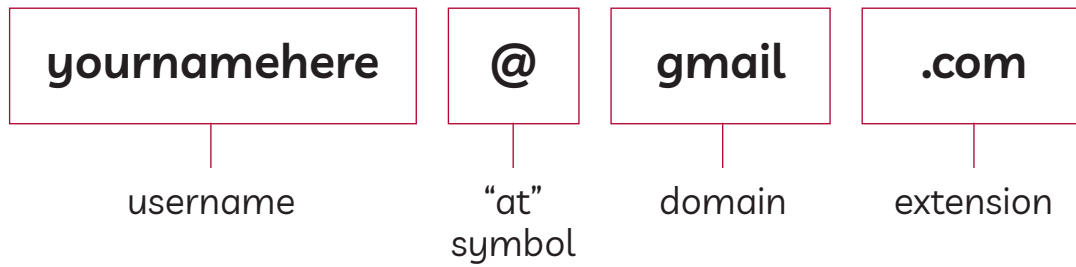 yournamehere @ gmail .com
username “at” domain extension
symbol